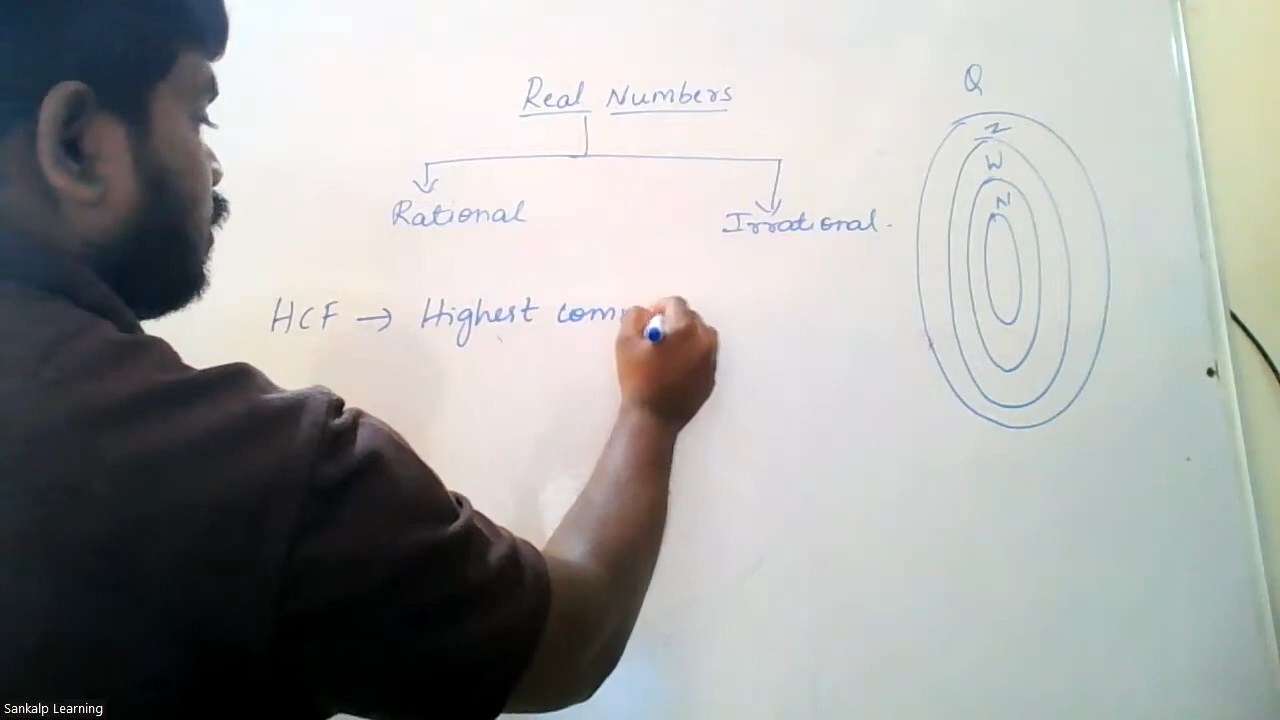 Real Numbers
Q
Z
W
N
Rational
Irrational.
HCF → Highest com
Sankalp Learning